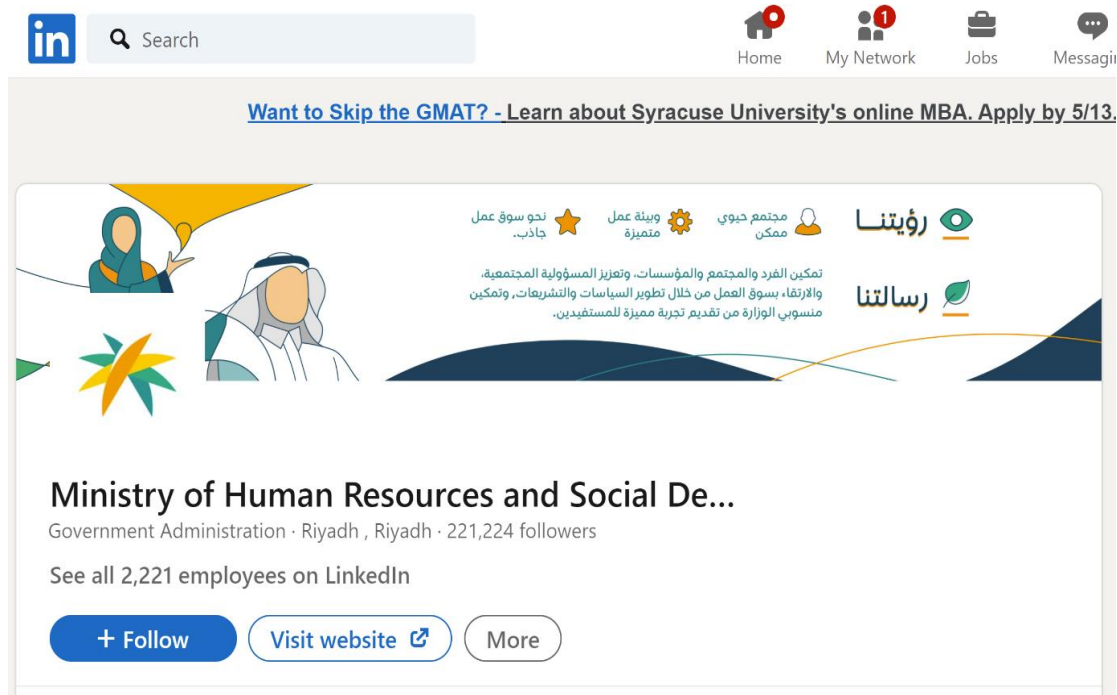 in
Search
Home
1
My Network
Jobs
Messagin
Want to Skip the GMAT? - Learn about Syracuse University's online MBA. Apply by 5/13.
رؤيتنــا
مجتمع حيوي
ممكن
وبيئة عمل
متميزة
نحو سوق عمل
جاذب.
رسالتنا
تمكين الفرد والمجتمع والمؤسسات، وتعزيز المسؤولية المجتمعية،
والارتقاء بسوق العمل من خلال تطوير السياسات والتشريعات, وتمكين
منسوبي الوزارة من تقديم تجربة مميزة للمستفيدين.
Ministry of Human Resources and Social De...
Government Administration · Riyadh , Riyadh · 221,224 followers
See all 2,221 employees on LinkedIn
+ Follow
Visit website
More